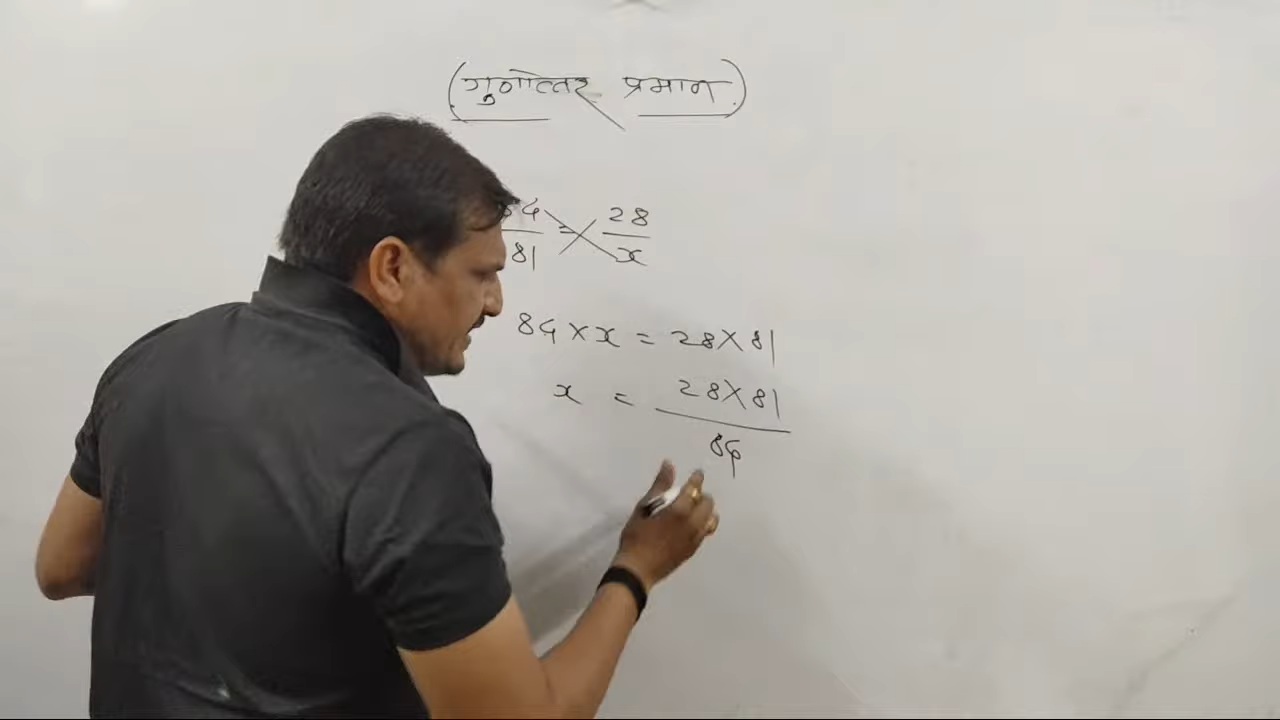 (गुणोत्तर प्रमान)
84/81 = 28/x
84 × x = 28 × 81
x = 28 × 81 / 84